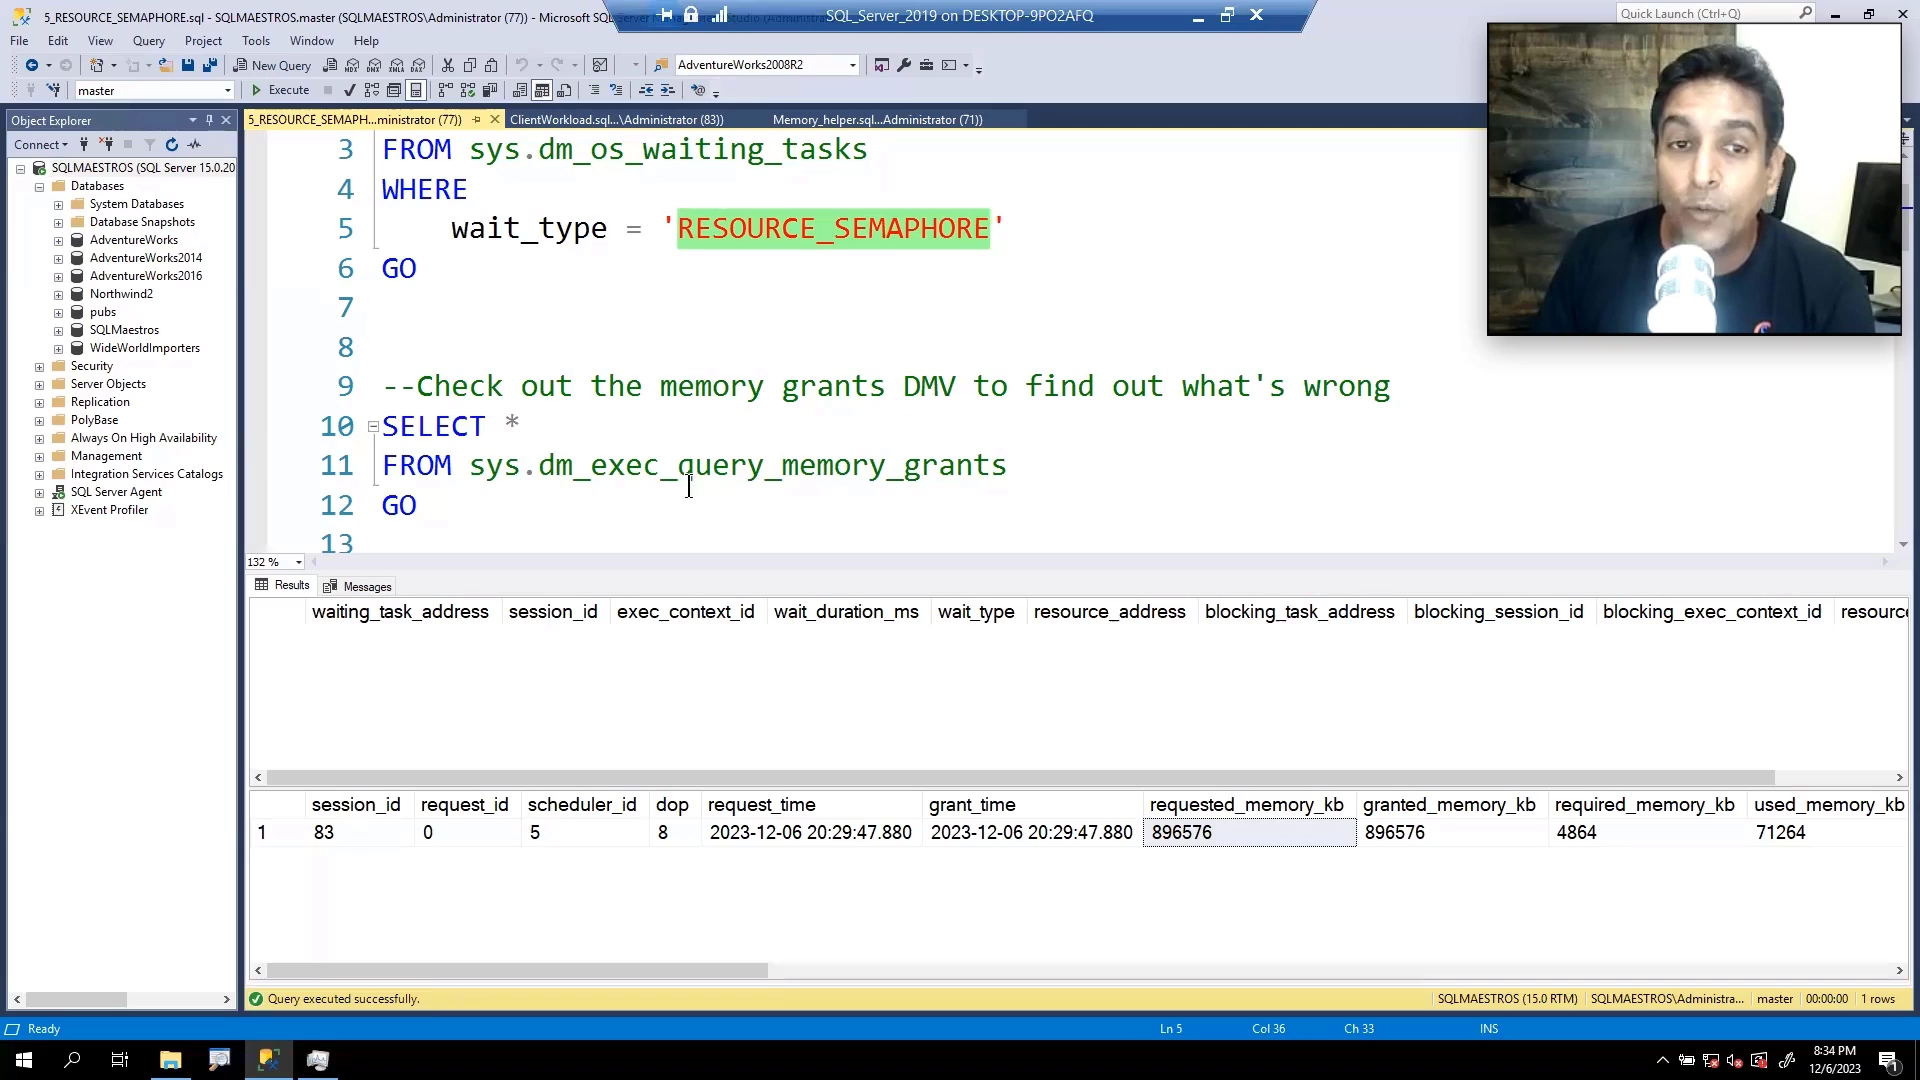 5_RESOURCE_SEMAPHORE.sql - SQLMAESTROS.master (SQLMAESTROS\Administrator (77))* - Microsoft SQL
SQL_Server_2019 on DESKTOP-9PO2AFQ
Quick Launch (Ctrl+Q)
File Edit View Query Project Tools Window Help
New Query
AdventureWorks2008R2
master
Execute
Object Explorer
5_RESOURCE_SEMAPH...ministrator (77))
ClientWorkload.sql...\Administrator (83))
Memory_helper.sql...Administrator (71))
Connect
SQLMAESTROS (SQL Server 15.0.20
Databases
System Databases
Database Snapshots
AdventureWorks
AdventureWorks2014
AdventureWorks2016
Northwind2
pubs
SQLMaestros
WideWorldImporters
Security
Server Objects
Replication
PolyBase
Always On High Availability
Management
Integration Services Catalogs
SQL Server Agent
XEvent Profiler
3 FROM sys.dm_os_waiting_tasks
4 WHERE
5 wait_type = 'RESOURCE_SEMAPHORE'
6 GO
7
8
9 --Check out the memory grants DMV to find out what's wrong
10 SELECT *
11 FROM sys.dm_exec_query_memory_grants
12 GO
13
132 %
Results Messages
waiting_task_address session_id exec_context_id wait_duration_ms wait_type resource_address blocking_task_address blocking_session_id blocking_exec_context_id resourc
session_id request_id scheduler_id dop request_time grant_time requested_memory_kb granted_memory_kb required_memory_kb used_memory_kb
1 83 0 5 8 2023-12-06 20:29:47.880 2023-12-06 20:29:47.880 896576 896576 4864 71264
Query executed successfully.
SQLMAESTROS (15.0 RTM) SQLMAESTROS\Administra... master 00:00:00 1 rows
Ready
Ln 5 Col 36 Ch 33 INS
8:34 PM
12/6/2023
1